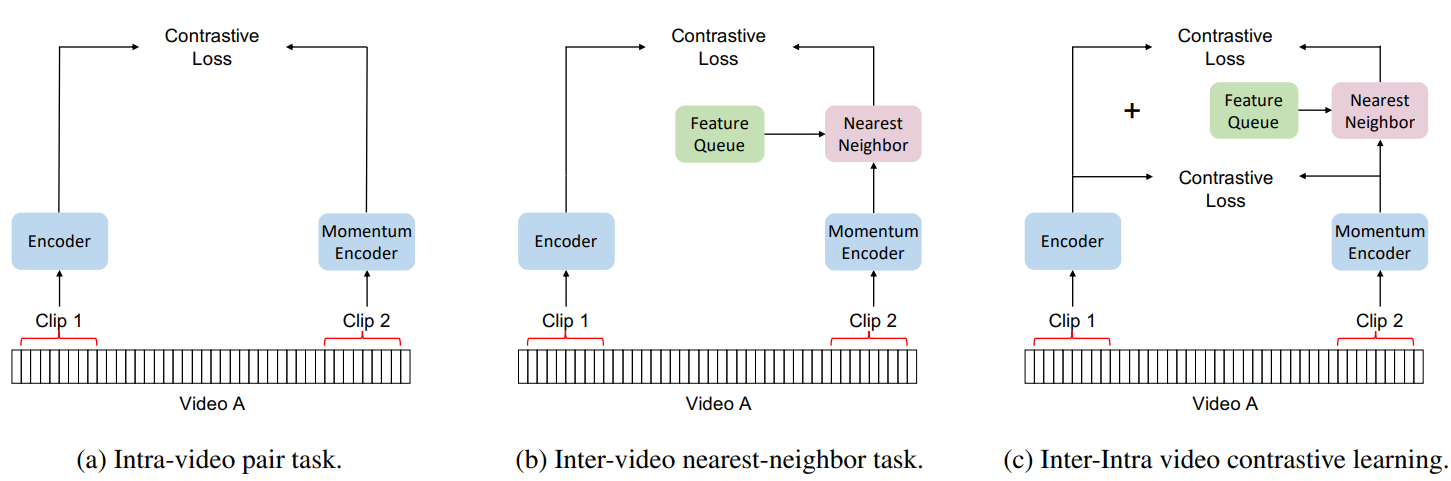 Contrastive
Loss
Encoder
Momentum
Encoder
Clip 1
Clip 2
Video A
(a) Intra-video pair task.
Contrastive
Loss
Feature
Queue
Nearest
Neighbor
Encoder
Momentum
Encoder
Clip 1
Clip 2
Video A
(b) Inter-video nearest-neighbor task.
Contrastive
Loss
+
Feature
Queue
Nearest
Neighbor
Contrastive
Loss
Encoder
Momentum
Encoder
Clip 1
Clip 2
Video A
(c) Inter-Intra video contrastive learning.